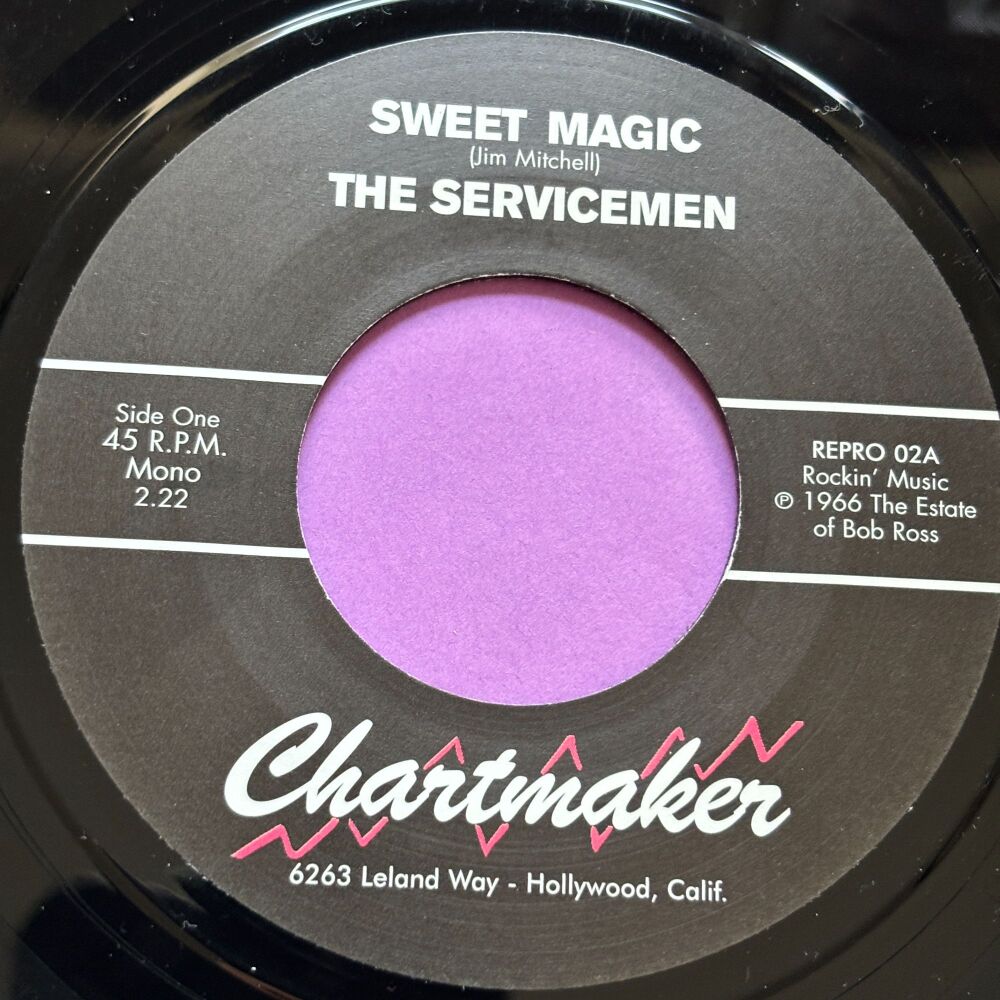 SWEET MAGIC
(Jim Mitchell)
THE SERVICEMEN
Side One
45 R.P.M.
Mono
2.22
REPRO 02A
Rockin' Music
℗ 1966 The Estate
of Bob Ross
Chartmaker
6263 Leland Way - Hollywood, Calif.